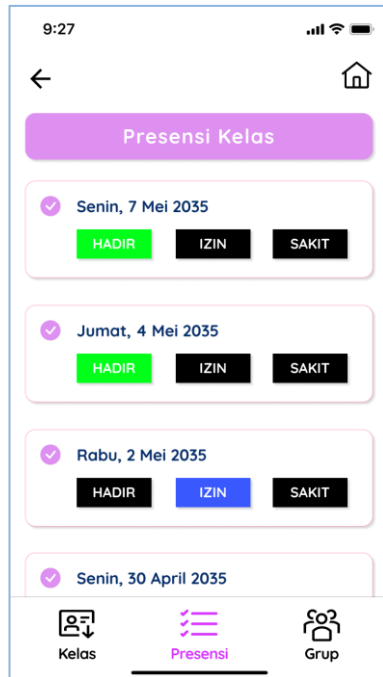 9:27
Presensi Kelas
Senin, 7 Mei 2035
HADIR IZIN SAKIT
Jumat, 4 Mei 2035
HADIR IZIN SAKIT
Rabu, 2 Mei 2035
HADIR IZIN SAKIT
Senin, 30 April 2035
Kelas Presensi Grup